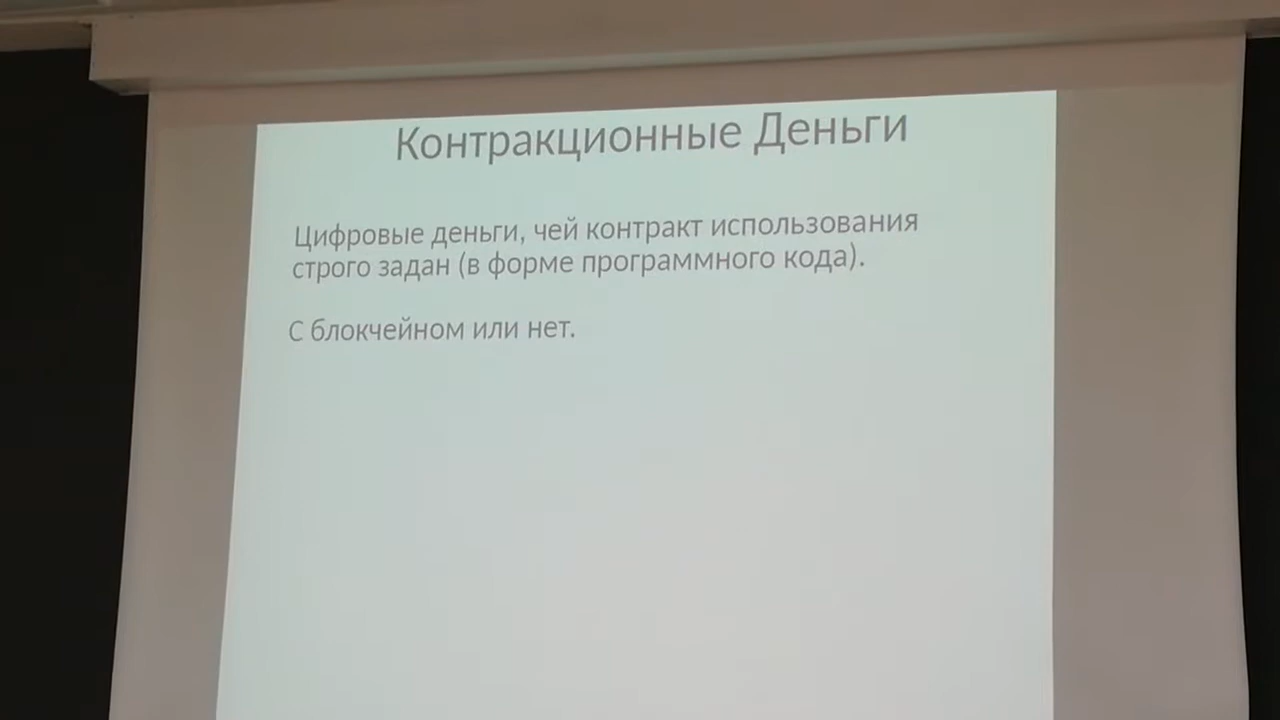 Контракционные Деньги
Цифровые деньги, чей контракт использования
строго задан (в форме программного кода).
С блокчейном или нет.